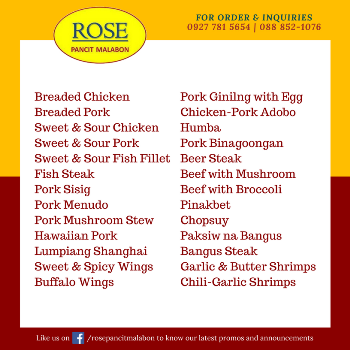 ROSE
PANCIT MALABON
FOR ORDER & INQUIRIES
0927 781 5654 | 088 852-1076
Breaded Chicken
Breaded Pork
Sweet & Sour Chicken
Sweet & Sour Pork
Sweet & Sour Fish Fillet
Fish Steak
Pork Sisig
Pork Menudo
Pork Mushroom Stew
Hawaiian Pork
Lumpiang Shanghai
Sweet & Spicy Wings
Buffalo Wings
Pork Ginilng with Egg
Chicken-Pork Adobo
Humba
Pork Binagoongan
Beer Steak
Beef with Mushroom
Beef with Broccoli
Pinakbet
Chopsuy
Paksiw na Bangus
Bangus Steak
Garlic & Butter Shrimps
Chili-Garlic Shrimps
Like us on f /rosepancitmalabon to know our latest promos and announcements